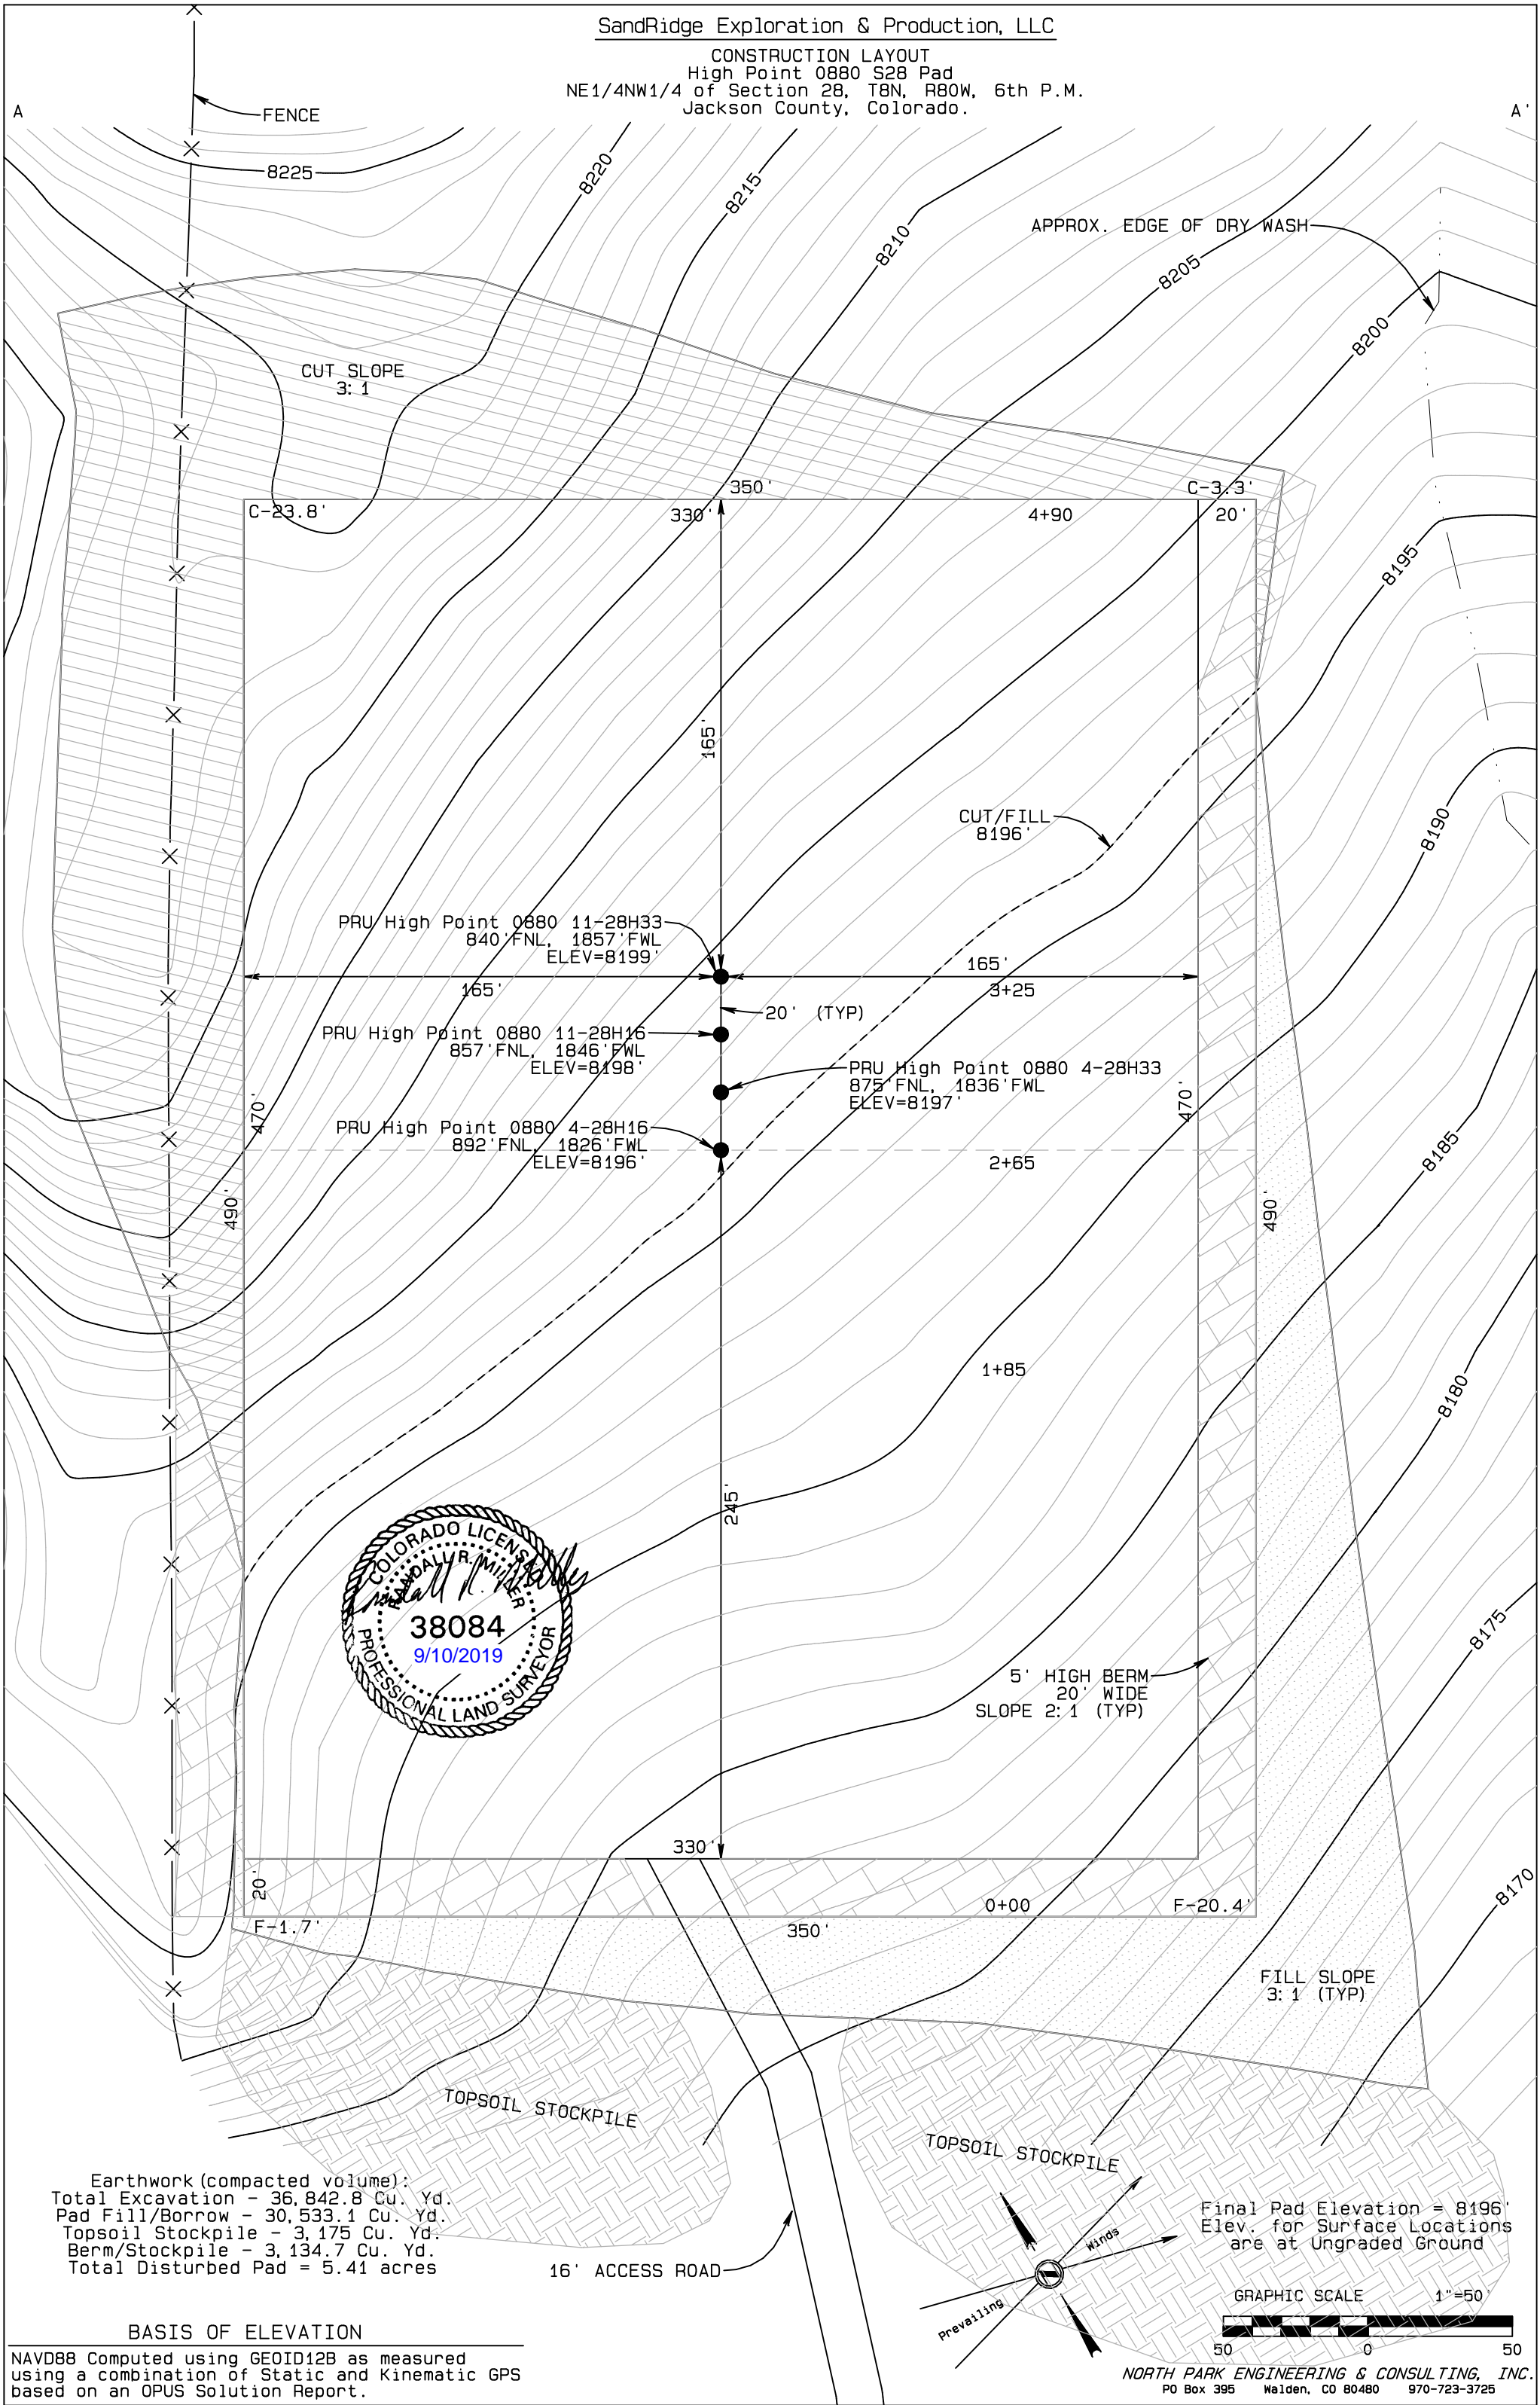 SandRidge Exploration & Production, LLC
CONSTRUCTION LAYOUT
High Point 0880 S28 Pad
NE1/4NW1/4 of Section 28, T8N, R80W, 6th P.M.
Jackson County, Colorado.
A
A'
FENCE
8225
8220
8215
8210
8205
8200
APPROX. EDGE OF DRY WASH
CUT SLOPE
3:1
350'
C-23.8'
330'
4+90
C-3.3'
20'
8195
165'
CUT/FILL
8196'
8190
PRU High Point 0880 11-28H33
840'FNL, 1857'FWL
ELEV=8199'
165'
165'
3+25
20' (TYP)
PRU High Point 0880 11-28H16
857'FNL, 1846'FWL
ELEV=8198'
PRU High Point 0880 4-28H33
875'FNL, 1836'FWL
ELEV=8197'
470'
470'
PRU High Point 0880 4-28H16
892'FNL, 1826'FWL
ELEV=8196'
2+65
8185
490'
490'
1+85
8180
245'
COLORADO LICENSED
RANDALL R. MILLER
38084
9/10/2019
PROFESSIONAL LAND SURVEYOR
8175
5' HIGH BERM
20' WIDE
SLOPE 2:1 (TYP)
330'
20'
F-1.7'
350'
0+00
F-20.4'
8170
FILL SLOPE
3:1 (TYP)
TOPSOIL STOCKPILE
TOPSOIL STOCKPILE
Earthwork (compacted volume):
Total Excavation - 36,842.8 Cu. Yd.
Pad Fill/Borrow - 30,533.1 Cu. Yd.
Topsoil Stockpile - 3,175 Cu. Yd.
Berm/Stockpile - 3,134.7 Cu. Yd.
Total Disturbed Pad = 5.41 acres
16' ACCESS ROAD
Prevailing Winds
Final Pad Elevation = 8196'
Elev. for Surface Locations
are at Ungraded Ground
GRAPHIC SCALE 1"=50'
50 0 50
BASIS OF ELEVATION
NAVD88 Computed using GEOID12B as measured
using a combination of Static and Kinematic GPS
based on an OPUS Solution Report.
NORTH PARK ENGINEERING & CONSULTING, INC.
PO Box 395 Walden, CO 80480 970-723-3725